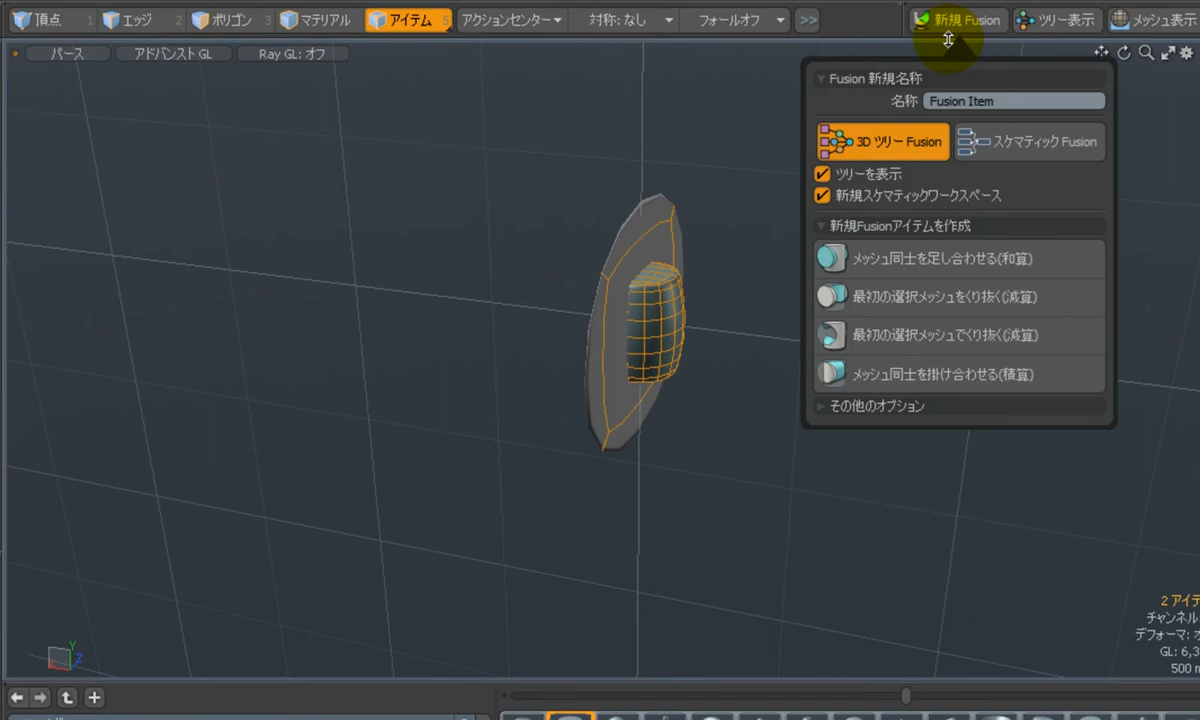 頂点 1 エッジ 2 ポリゴン 3 マテリアル アイテム 5 アクションセンター 対称: なし フォールオフ >> 新規 Fusion ツリー表示 メッシュ表示
パース アドバンスト GL Ray GL: オフ
Fusion 新規名称
名称 Fusion Item
3D ツリー Fusion スケマティック Fusion
ツリーを表示
新規スケマティックワークスペース
新規Fusionアイテムを作成
メッシュ同士を足し合わせる(和算)
最初の選択メッシュをくり抜く(減算)
最初の選択メッシュでくり抜く(減算)
メッシュ同士を掛け合わせる(積算)
その他のオプション
2 アイテ
チャンネル:
デフォーマ: オ
GL: 6,3
500 m
Y
Z